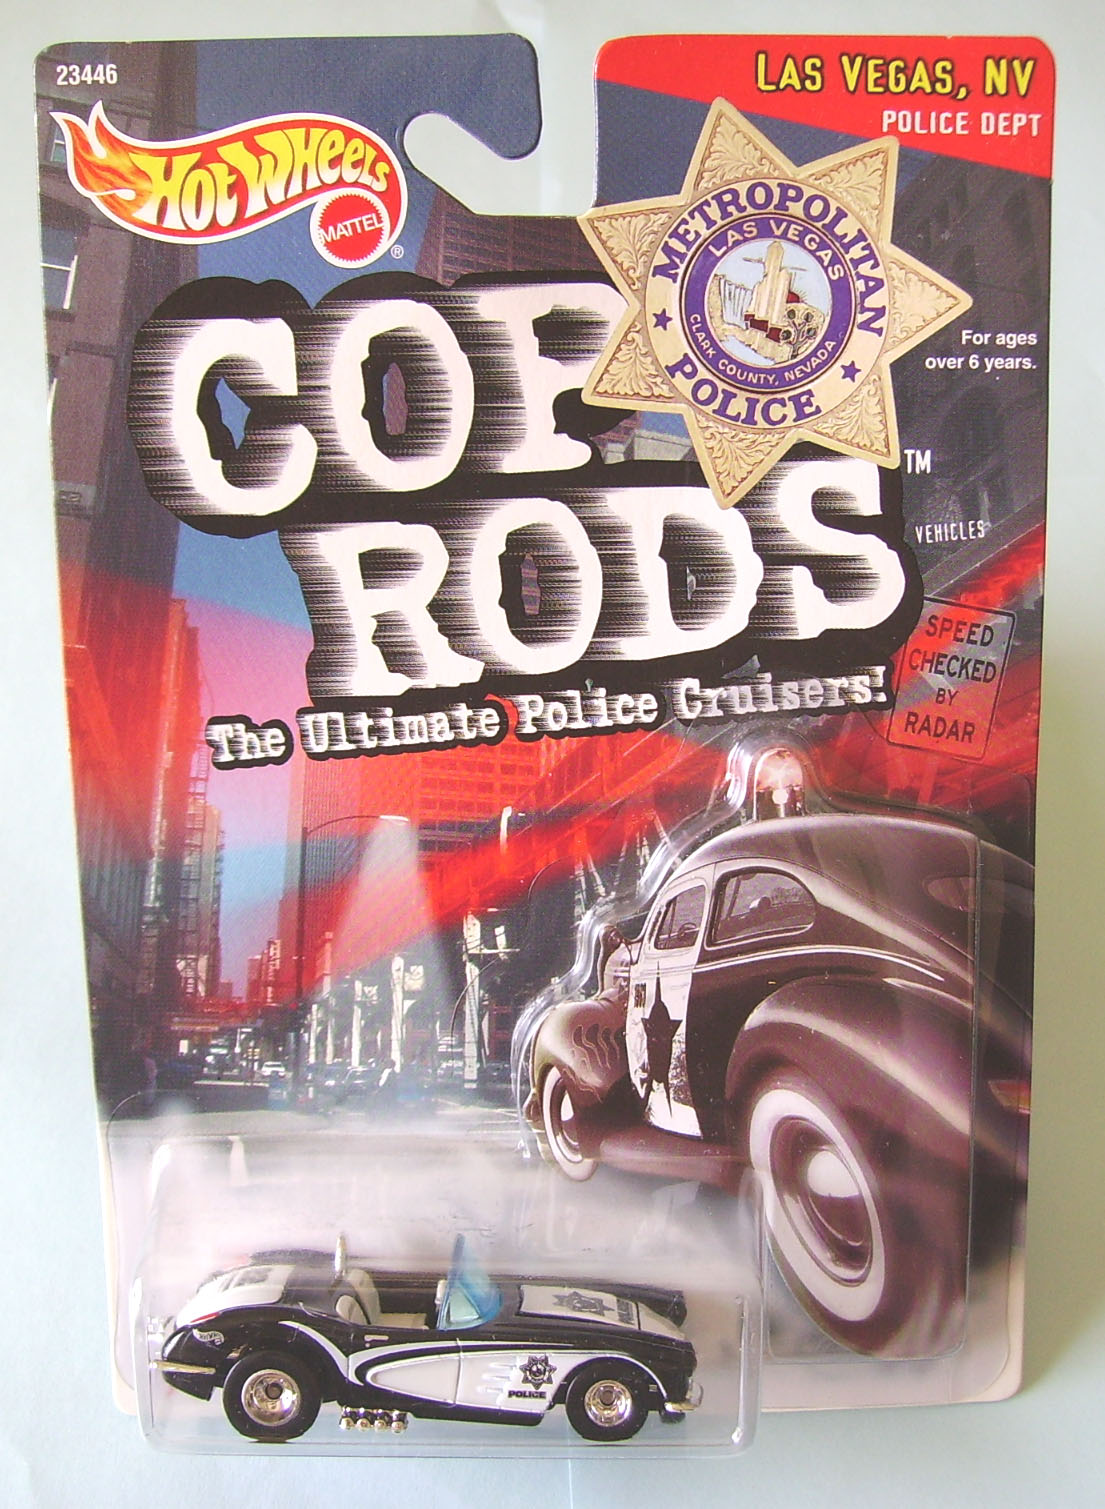 23446
LAS VEGAS, NV
POLICE DEPT
HOT WHEELS
MATTEL
®
METROPOLITAN
LAS VEGAS
CLARK COUNTY, NEVADA
POLICE
For ages
over 6 years.
COP
RODS
TM
VEHICLES
The Ultimate Police Cruisers!
SPEED
CHECKED
BY
RADAR
POLICE
POLICE